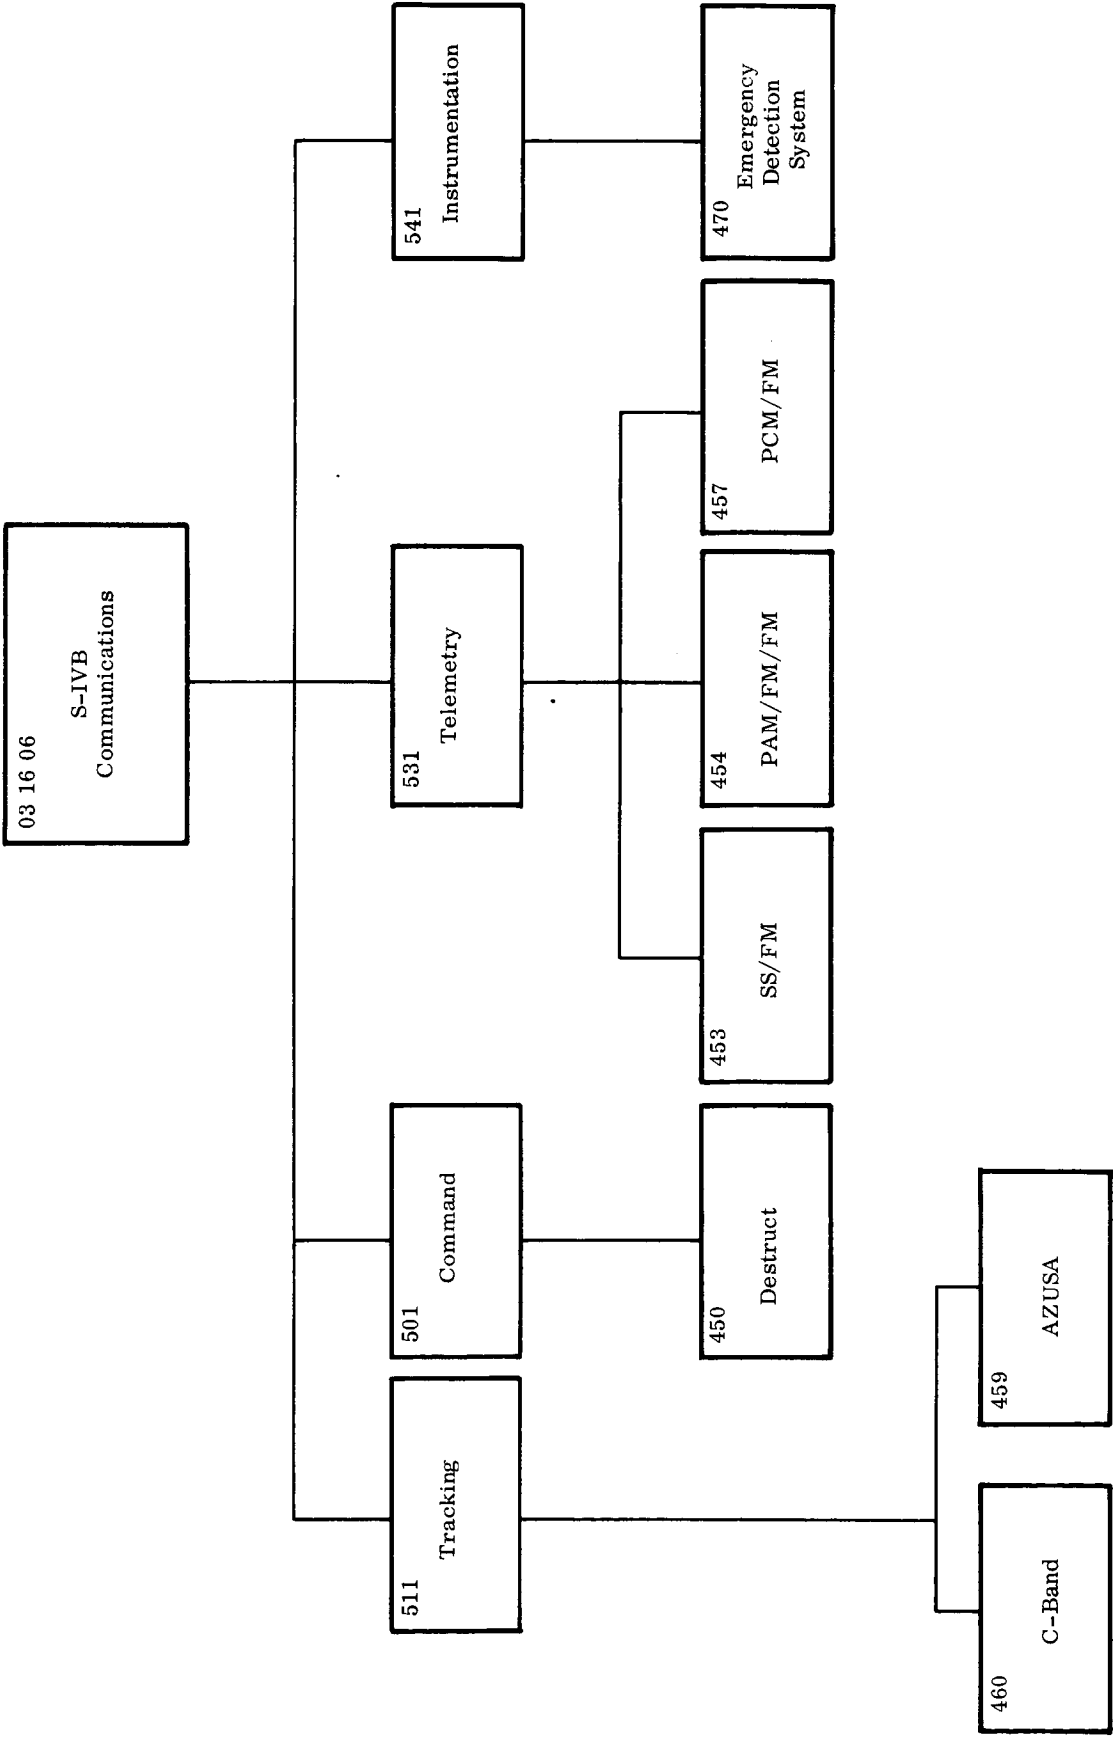 03 16 06
S-IVB
Communications
511
Tracking
501
Command
531
Telemetry
541
Instrumentation
450
Destruct
453
SS/FM
454
PAM/FM/FM
457
PCM/FM
470
Emergency
Detection
System
460
C-Band
459
AZUSA